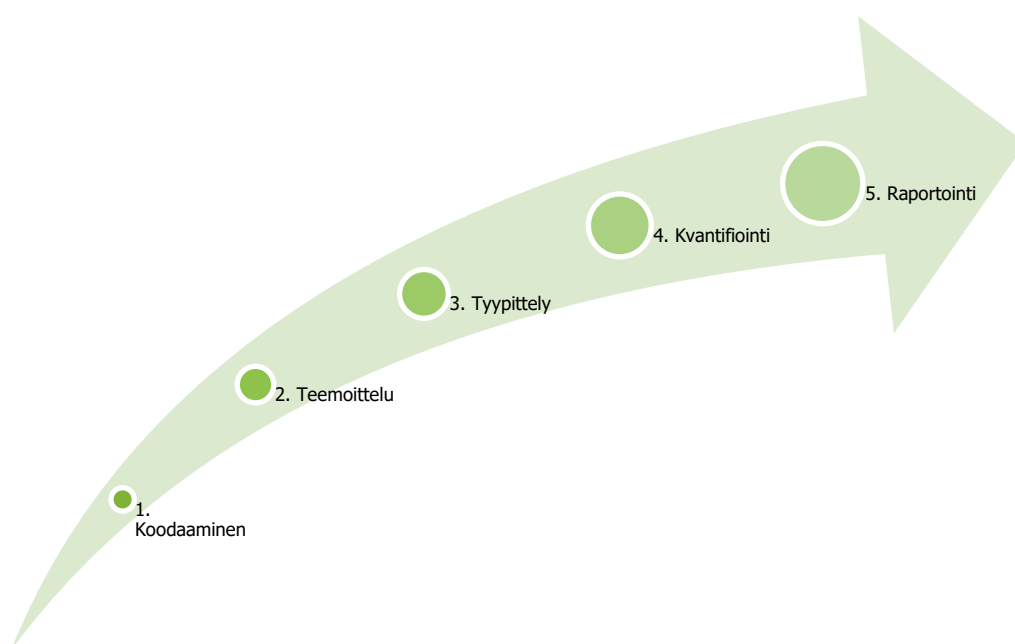 1.
Koodaaminen
2. Teemoittelu
3. Tyypittely
4. Kvantifiointi
5. Raportointi